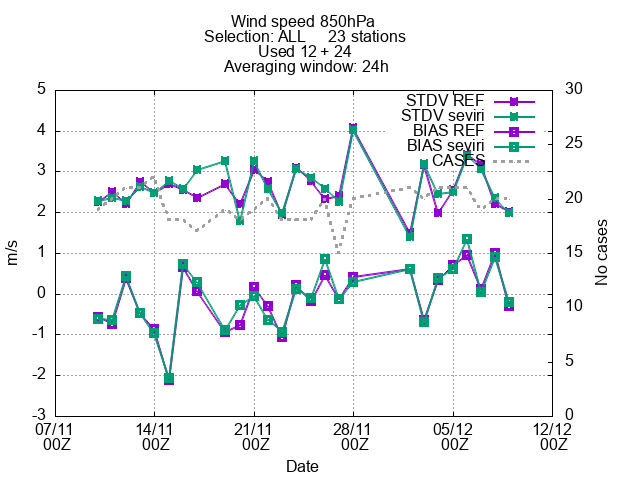 Wind speed 850hPa
Selection: ALL 23 stations
Used 12 + 24
Averaging window: 24h
5
4
3
2
1
0
-1
-2
-3
m/s
30
25
20
15
10
5
0
No cases
STDV REF
STDV seviri
BIAS REF
BIAS seviri
CASES
07/11 14/11 21/11 28/11 05/12 12/12
00Z 00Z 00Z 00Z 00Z 00Z
Date